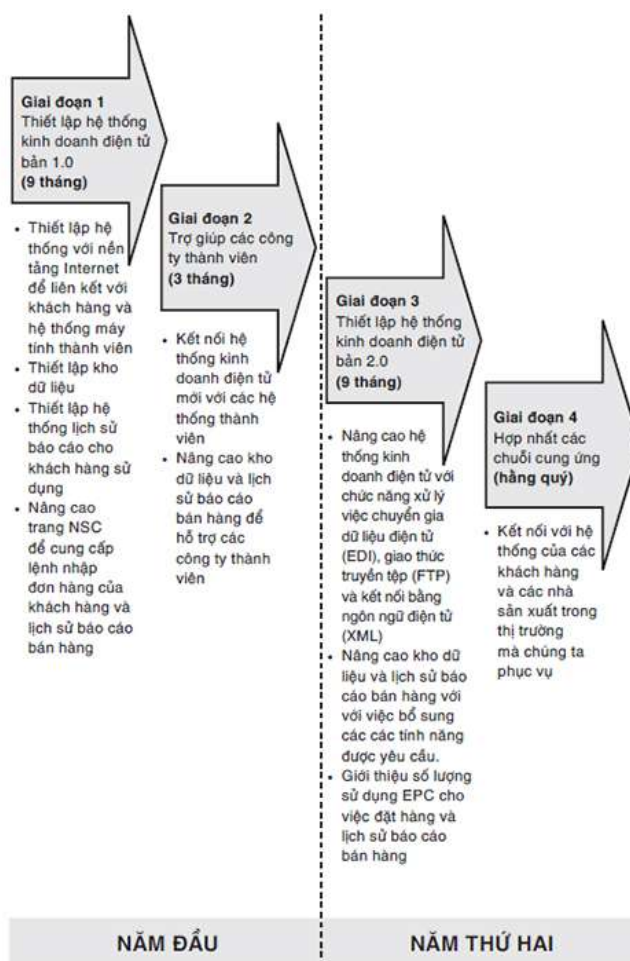 Giai đoạn 1
Thiết lập hệ thống
kinh doanh điện tử
bản 1.0
(9 tháng)
• Thiết lập hệ
thống với nền
tảng Internet
để liên kết với
khách hàng và
hệ thống máy
tính thành viên
• Thiết lập kho
dữ liệu
• Thiết lập hệ
thống lịch sử
báo cáo cho
khách hàng sử
dụng
• Nâng cao
trang NSC
để cung cấp
lệnh nhập
đơn hàng của
khách hàng và
lịch sử báo cáo
bán hàng
Giai đoạn 2
Trợ giúp các công
ty thành viên
(3 tháng)
• Kết nối hệ
thống kinh
doanh điện tử
mới với các hệ
thống thành
viên
• Nâng cao kho
dữ liệu và lịch
sử báo cáo
bán hàng để
hỗ trợ các
công ty thành
viên
Giai đoạn 3
Thiết lập hệ thống
kinh doanh điện tử
bản 2.0
(9 tháng)
• Nâng cao hệ
thống kinh
doanh điện tử với
chức năng xử lý
việc chuyển gia
dữ liệu điện tử
(EDI), giao thức
truyền tệp (FTP)
và kết nối bằng
ngôn ngữ điện tử
(XML)
• Nâng cao kho dữ
liệu và lịch sử báo
cáo bán hàng với
với việc bổ sung
các các tính năng
được yêu cầu.
• Giới thiệu số lượng
sử dụng EPC cho
việc đặt hàng và
lịch sử báo cáo
bán hàng
Giai đoạn 4
Hợp nhất các
chuỗi cung ứng
(hằng quý)
• Kết nối với hệ
thống của các
khách hàng
và các nhà
sản xuất trong
thị trường
mà chúng ta
phục vụ
NĂM ĐẦU
NĂM THỨ HAI